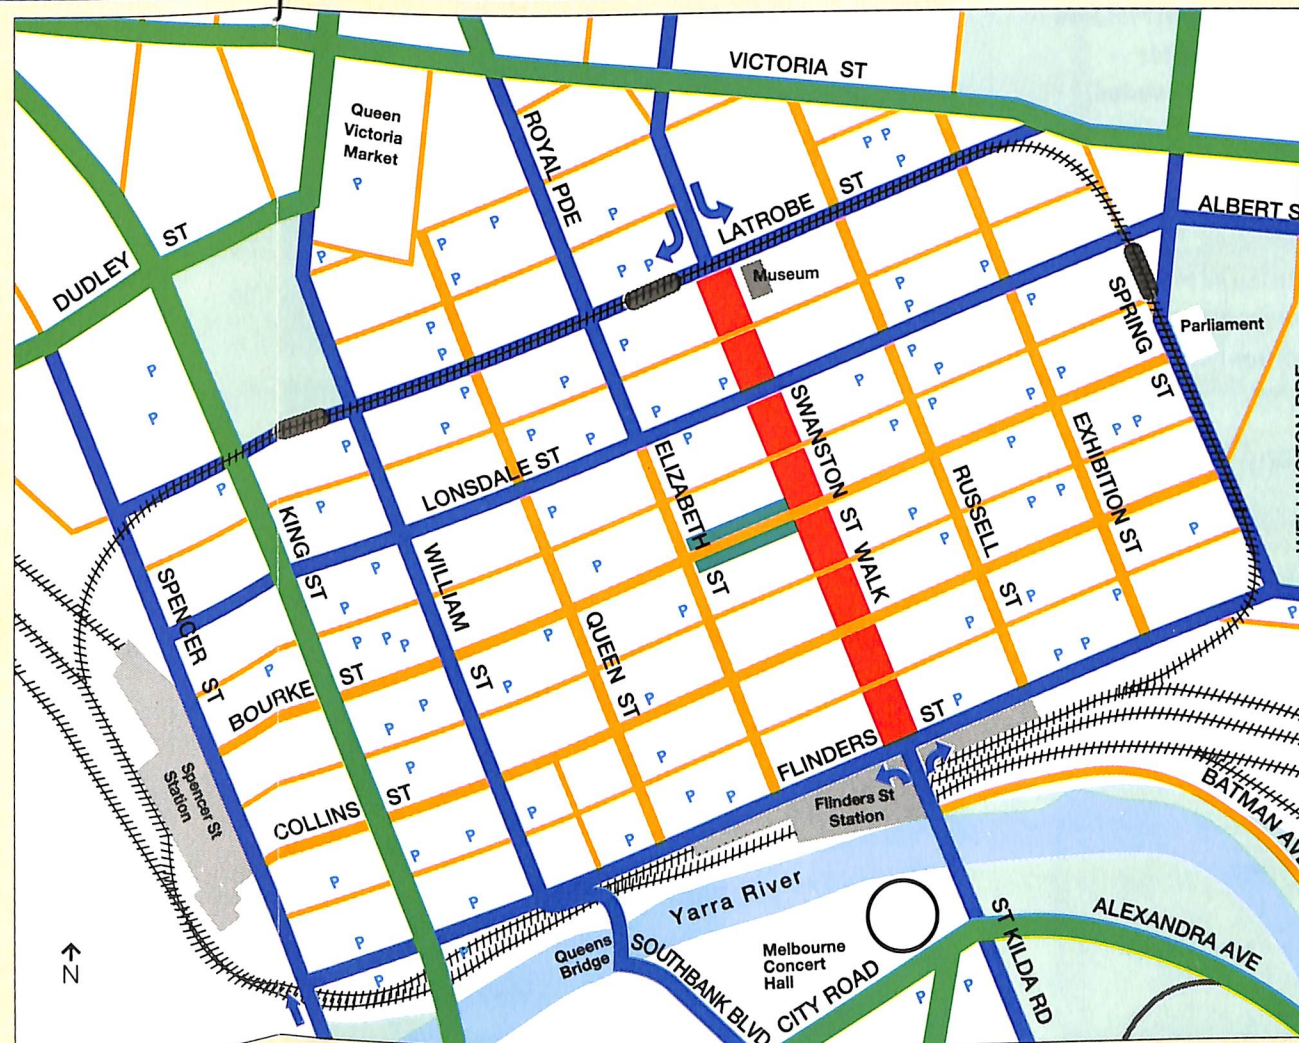 VICTORIA ST
Queen
Victoria
Market
P
ROYAL PDE
LATROBE ST
ALBERT S
DUDLEY ST
Museum
SPRING ST
Parliament
SWANSTON ST WALK
LONSDALE ST
ELIZABETH ST
EXHIBITION ST
RUSSELL ST
KING ST
WILLIAM ST
SPENCER ST
QUEEN ST
BOURKE ST
COLLINS ST
FLINDERS ST
Spencer St
Station
Flinders St
Station
BATMAN AVE
Yarra River
N
Queens
Bridge
SOUTHBANK BLVD
Melbourne
Concert
Hall
CITY ROAD
ST KILDA RD
ALEXANDRA AVE